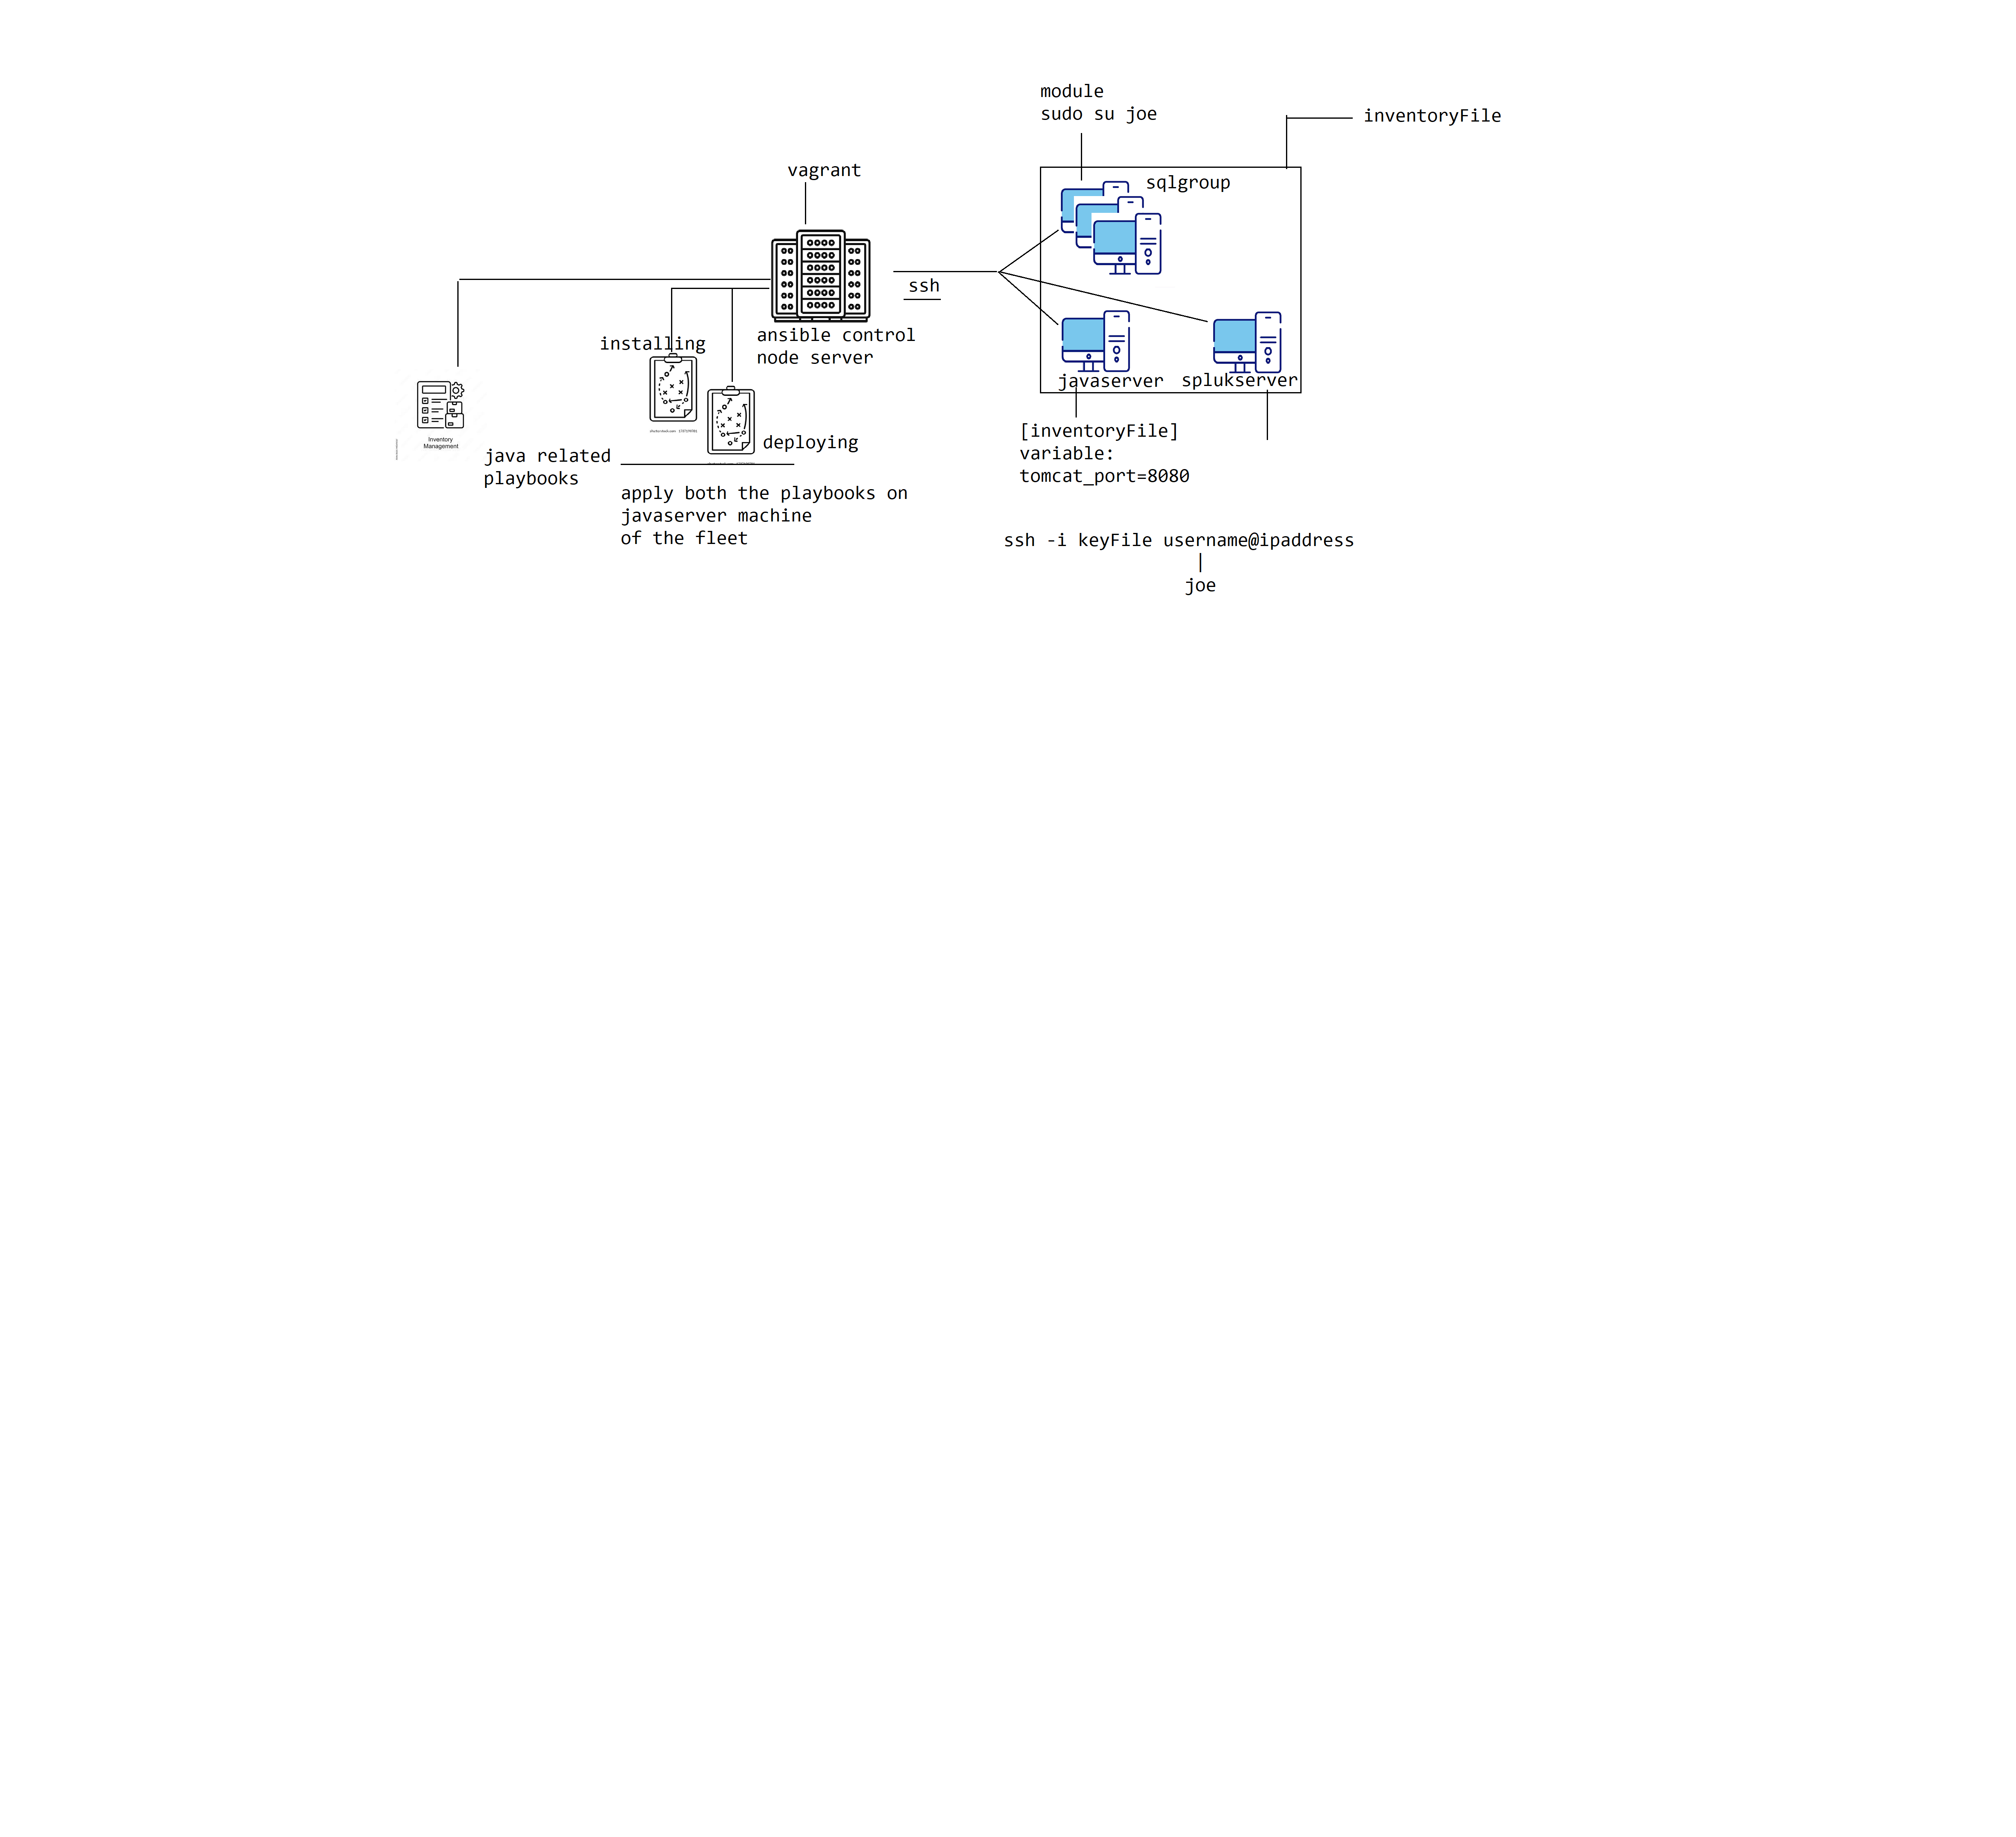 module
sudo su joe
inventoryFile
vagrant
sqlgroup
ssh
ansible control
node server
installing
javaserver
splukserver
Inventory
Management
deploying
[inventoryFile]
variable:
tomcat_port=8080
java related
playbooks
apply both the playbooks on
javaserver machine
of the fleet
ssh -i keyFile username@ipaddress
joe